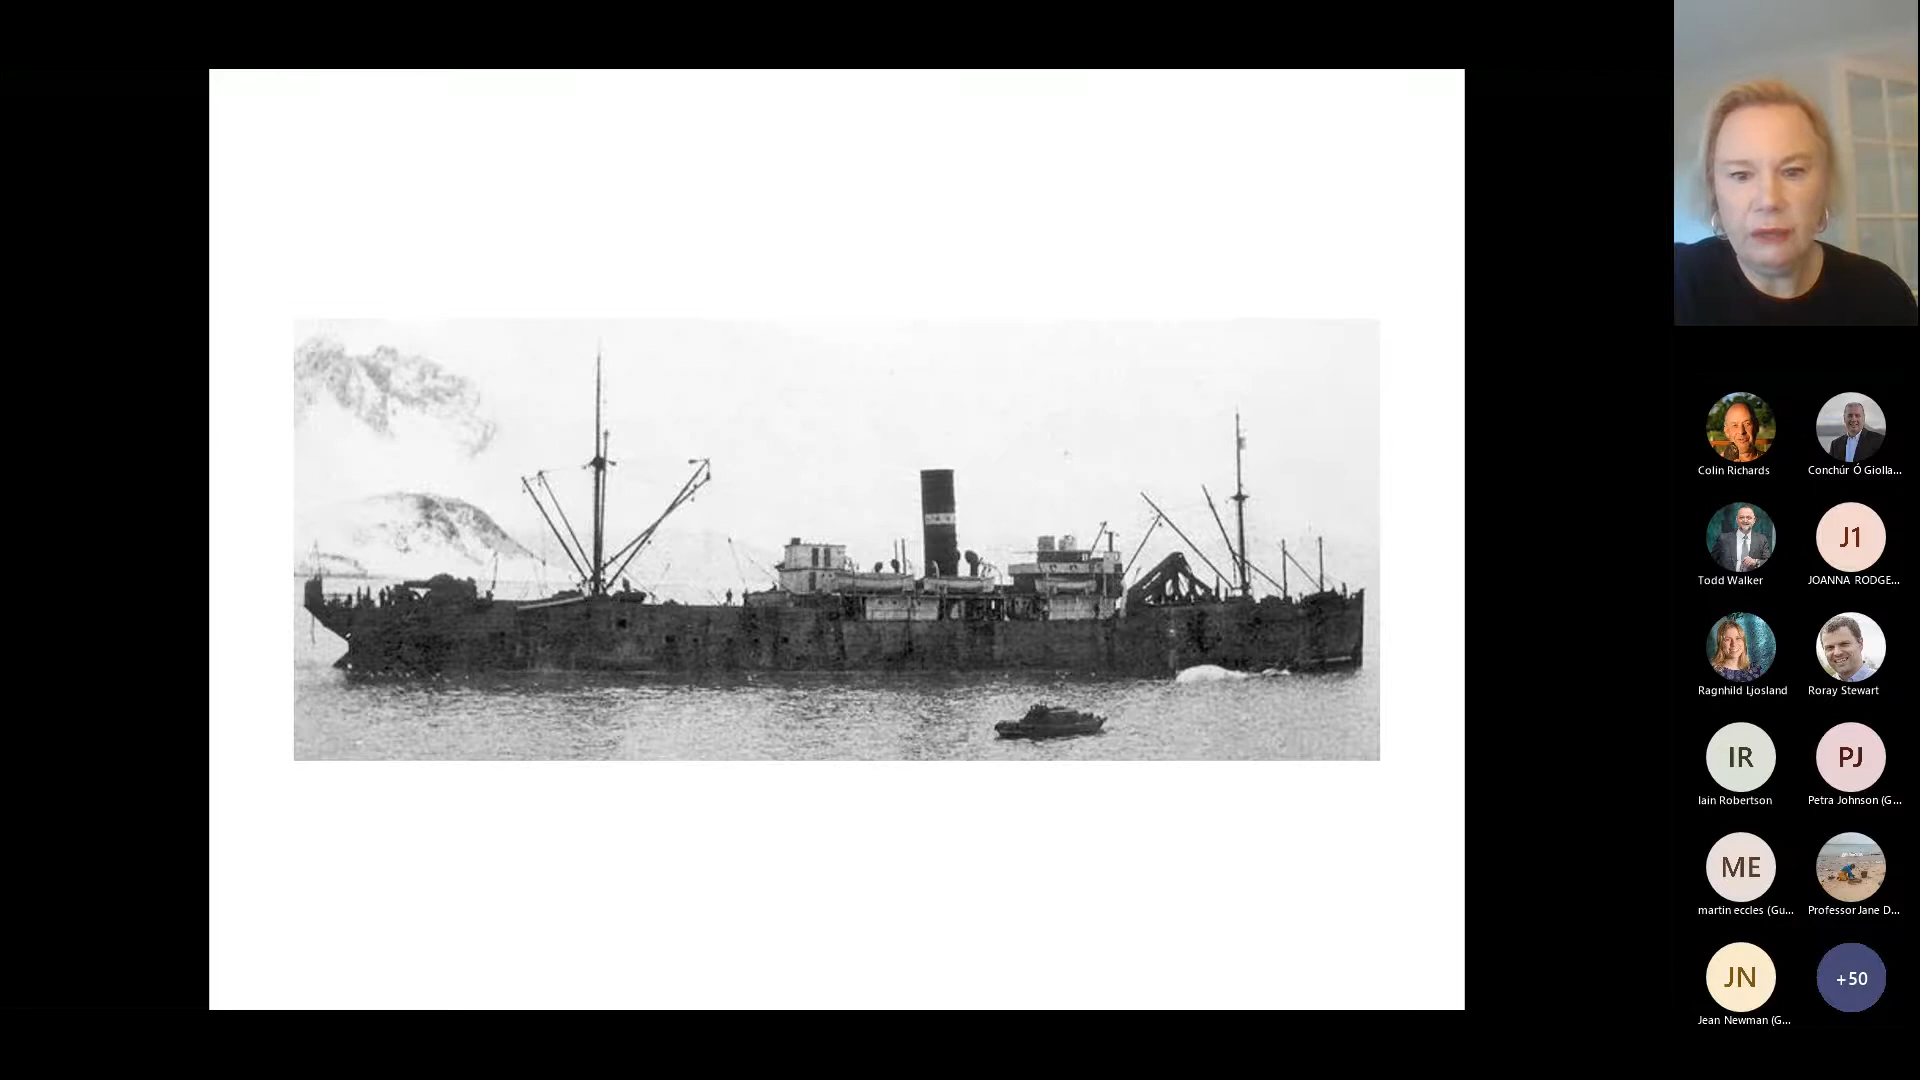 Colin Richards
Conchúr Ó Giolla...
Todd Walker
J1
JOANNA RODGE...
Ragnhild Ljosland
Roray Stewart
IR
Iain Robertson
PJ
Petra Johnson (G...
ME
martin eccles (Gu...
Professor Jane D...
JN
Jean Newman (G...
+50